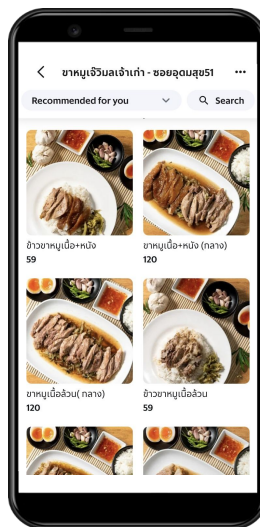 ขาหมูเจ๊วิมลเจ้าเก่า - ซอยอุดมสุข51
Recommended for you
Search
ข้าวขาหมูเนื้อ+หนัง
59
ขาหมูเนื้อ+หนัง (กลาง)
120
ขาหมูเนื้อล้วน( กลาง)
120
ข้าวขาหมูเนื้อล้วน
59